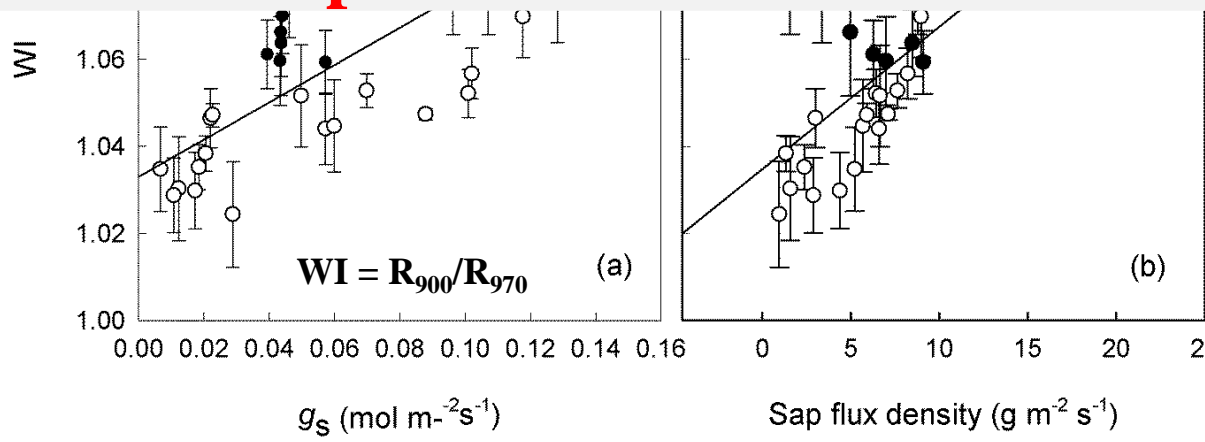 WI
1.06
1.04
1.02
1.00
0.00 0.02 0.04 0.06 0.08 0.10 0.12 0.14 0.16
WI = R900/R970
(a)
gs (mol m-⁻²s⁻¹)
0 5 10 15 20 2
(b)
Sap flux density (g m⁻² s⁻¹)